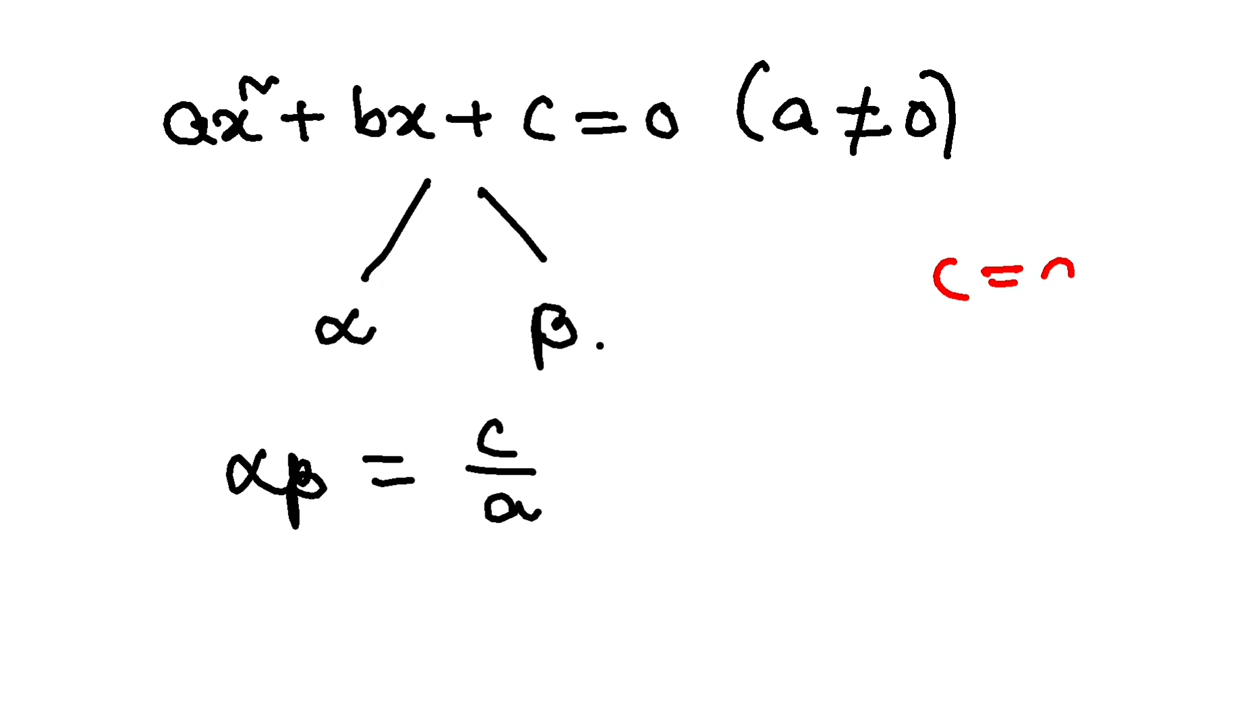 ax² + bx + c = 0 (a ≠ 0)
c =
α β.
αβ = c/a